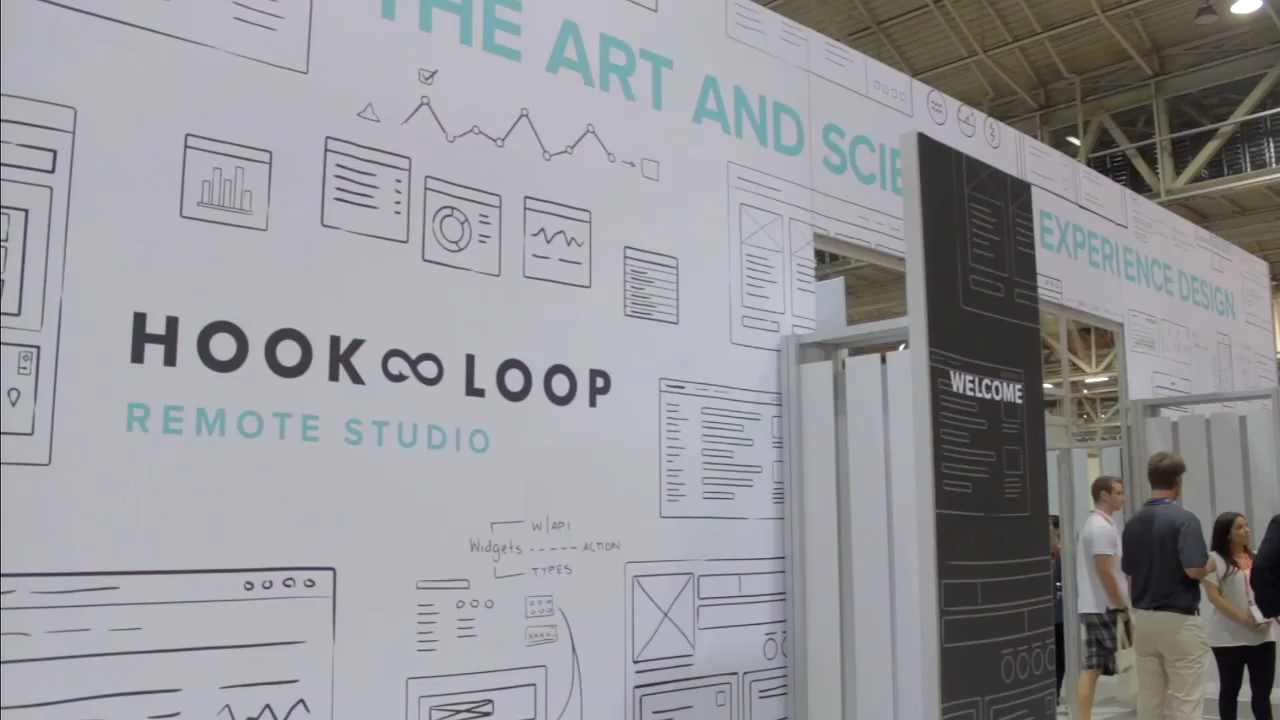 THE ART AND SCIE
EXPERIENCE DESIGN
HOOK∞LOOP
REMOTE STUDIO
WELCOME
W/API
Widgets ----- ACTION
TYPES